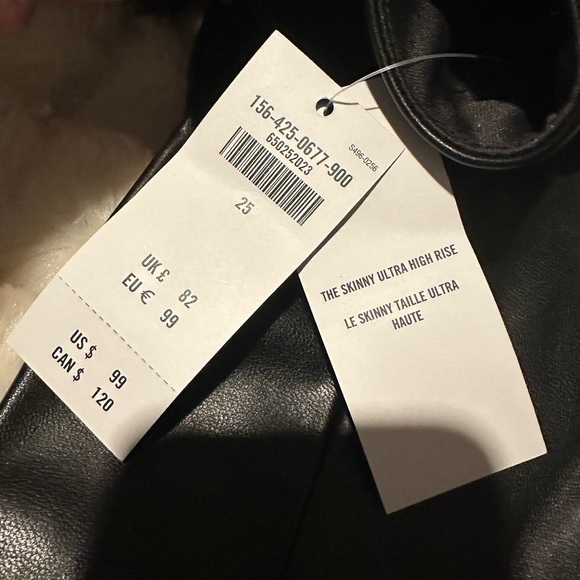 156-425-0677-900
650252023
S496-0256
25
UK £ 82
EU € 99
US $ 99
CAN $ 120
THE SKINNY ULTRA HIGH RISE
LE SKINNY TAILLE ULTRA
HAUTE